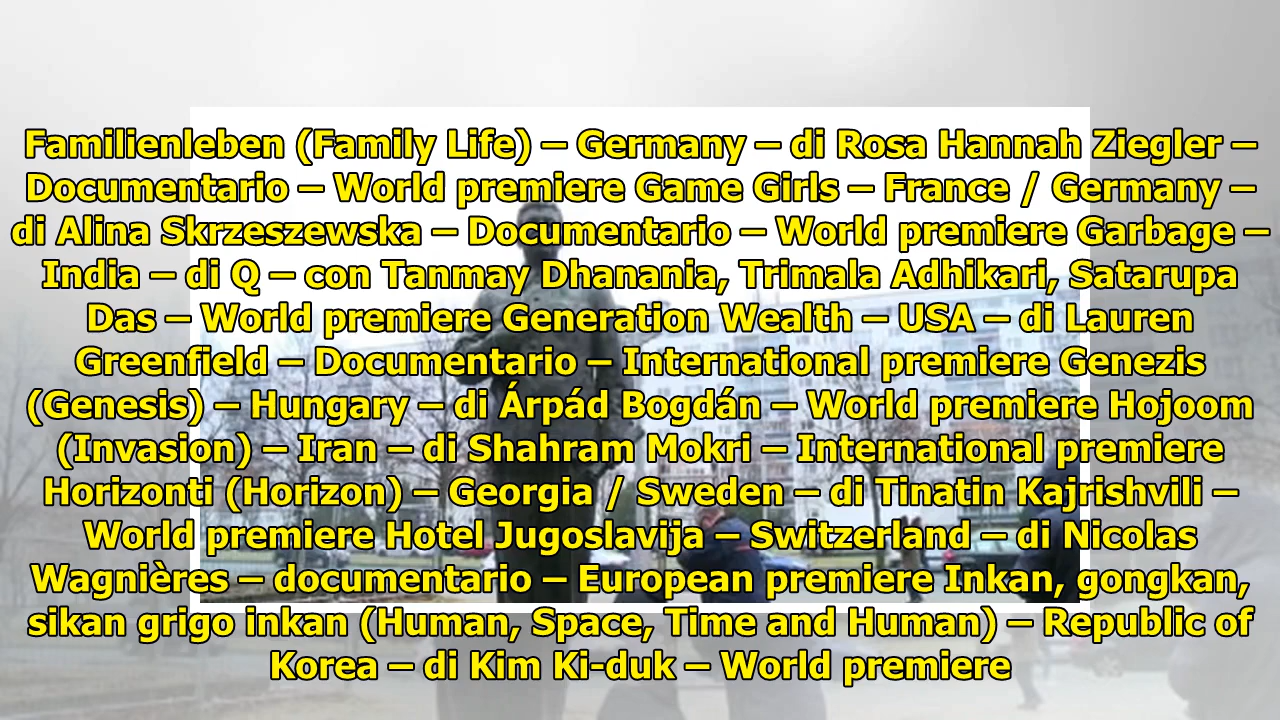 Familienleben (Family Life) – Germany – di Rosa Hannah Ziegler –
Documentario – World premiere Game Girls – France / Germany –
di Alina Skrzeszewska – Documentario – World premiere Garbage –
India – di Q – con Tanmay Dhanania, Trimala Adhikari, Satarupa
Das – World premiere Generation Wealth – USA – di Lauren
Greenfield – Documentario – International premiere Genezis
(Genesis) – Hungary – di Árpád Bogdán – World premiere Hojoom
(Invasion) – Iran – di Shahram Mokri – International premiere
Horizonti (Horizon) – Georgia / Sweden – di Tinatin Kajrishvili –
World premiere Hotel Jugoslavija – Switzerland – di Nicolas
Wagnières – documentario – European premiere Inkan, gongkan,
sikan grigo inkan (Human, Space, Time and Human) – Republic of
Korea – di Kim Ki-duk – World premiere